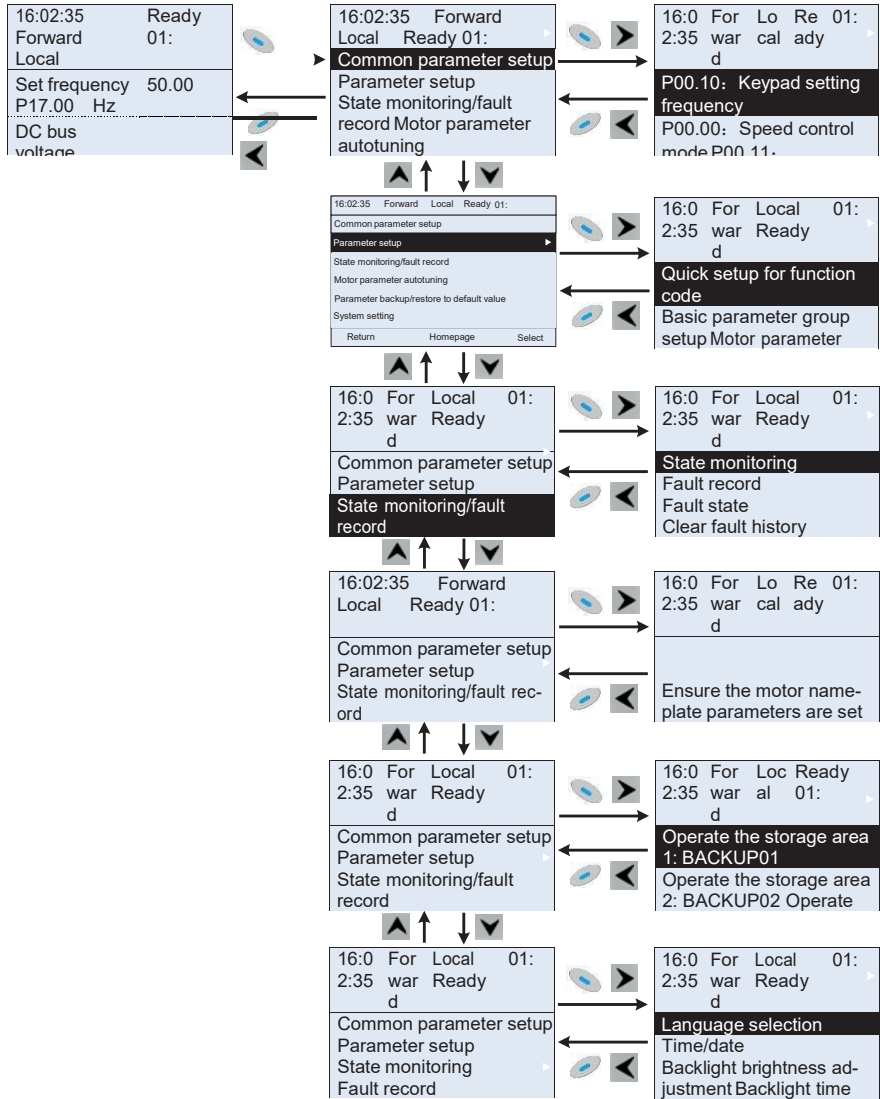 16:02:35 Ready
Forward 01:
Local
Set frequency 50.00
P17.00 Hz
DC bus
voltage
16:02:35 Forward
Local Ready 01:
Common parameter setup
Parameter setup
State monitoring/fault
record Motor parameter
autotuning
16:0 For Lo Re 01:
2:35 war cal ady
d
P00.10: Keypad setting
frequency
P00.00: Speed control
mode P00.11:
16:02:35 Forward Local Ready 01:
Common parameter setup
Parameter setup
State monitoring/fault record
Motor parameter autotuning
Parameter backup/restore to default value
System setting
Return Homepage Select
16:0 For Local 01:
2:35 war Ready
d
Quick setup for function
code
Basic parameter group
setup Motor parameter
16:0 For Local 01:
2:35 war Ready
d
Common parameter setup
Parameter setup
State monitoring/fault
record
16:0 For Local 01:
2:35 war Ready
d
State monitoring
Fault record
Fault state
Clear fault history
16:02:35 Forward
Local Ready 01:
Common parameter setup
Parameter setup
State monitoring/fault rec-
ord
16:0 For Lo Re 01:
2:35 war cal ady
d
Ensure the motor name-
plate parameters are set
16:0 For Local 01:
2:35 war Ready
d
Common parameter setup
Parameter setup
State monitoring/fault
record
16:0 For Loc Ready
2:35 war al 01:
d
Operate the storage area
1: BACKUP01
Operate the storage area
2: BACKUP02 Operate
16:0 For Local 01:
2:35 war Ready
d
Common parameter setup
Parameter setup
State monitoring
Fault record
16:0 For Local 01:
2:35 war Ready
d
Language selection
Time/date
Backlight brightness ad-
justment Backlight time